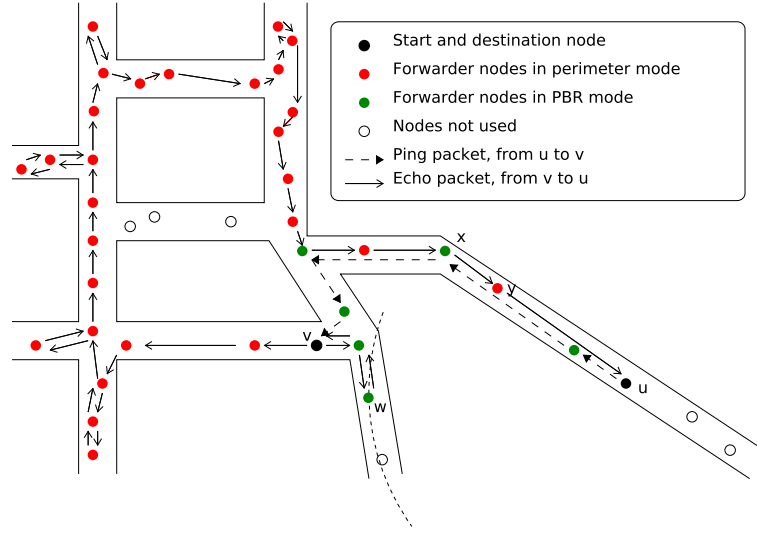 Start and destination node
Forwarder nodes in perimeter mode
Forwarder nodes in PBR mode
Nodes not used
Ping packet, from u to v
Echo packet, from v to u
x
y
v
u
w